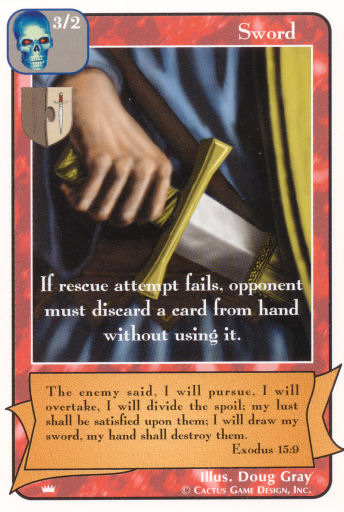 3/2
Sword
If rescue attempt fails, opponent
must discard a card from hand
without using it.
The enemy said, I will pursue, I will
overtake, I will divide the spoil; my lust
shall be satisfied upon them; I will draw my
sword, my hand shall destroy them.
Exodus 15:9
Illus. Doug Gray
© Cactus Game Design, Inc.